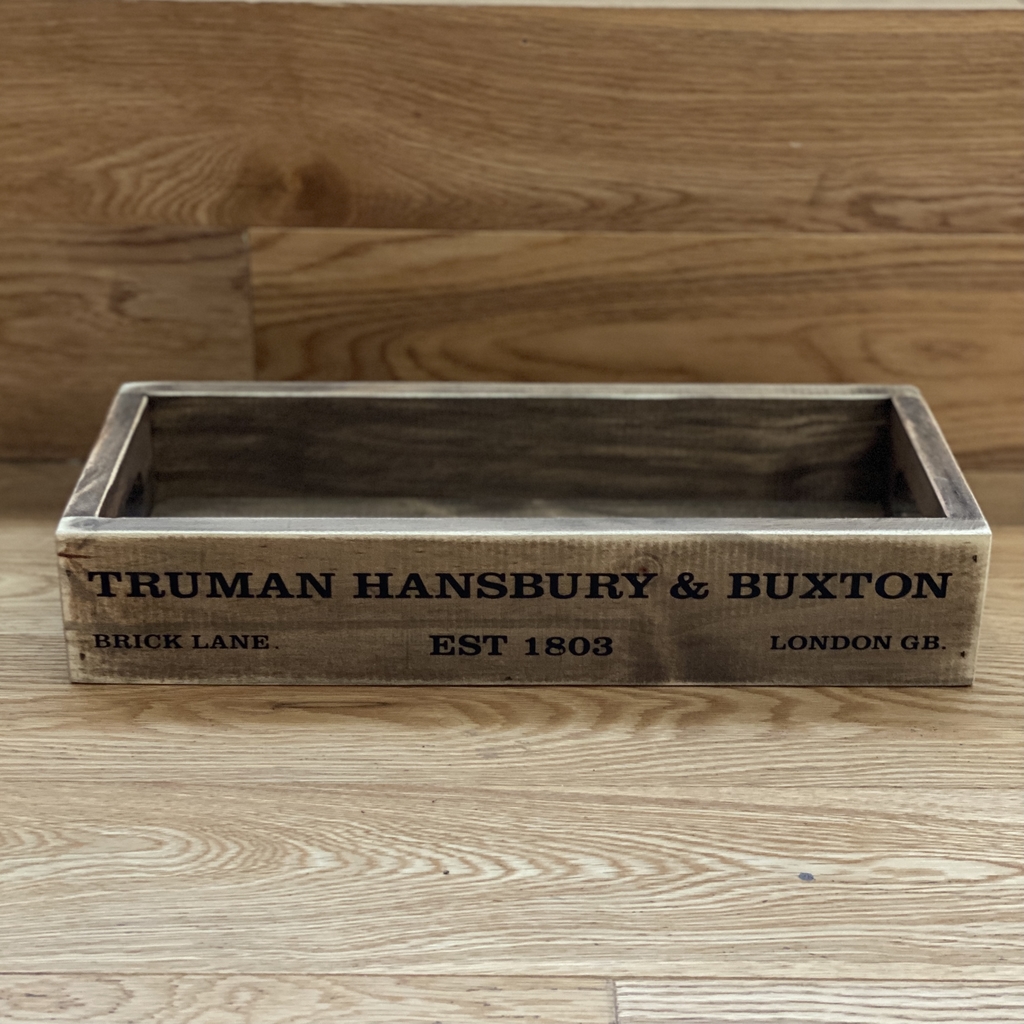 TRUMAN HANSBURY & BUXTON
BRICK LANE. EST 1803 LONDON GB.